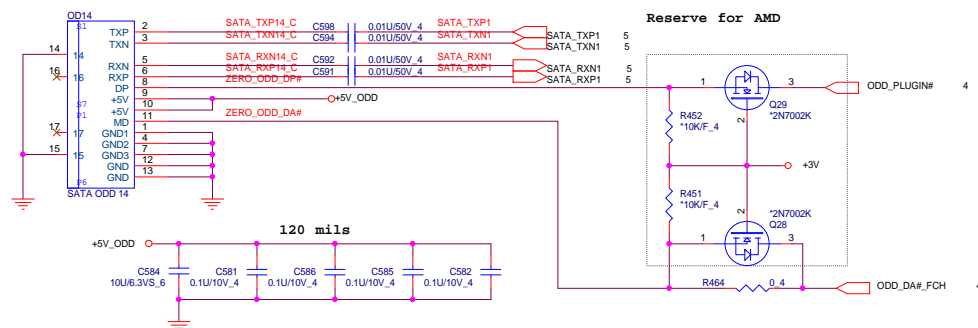 OD14
Reserve for AMD
S1
TXP
TXN
RXN
RXP
DP
+5V
+5V
MD
GND1
GND2
GND3
GND
GND
2
3
5
6
8
9
10
11
1
4
7
12
13
14
14
16
16
S7
P1
17
17
15
15
P6
SATA ODD 14
SATA_TXP14_C
SATA_TXN14_C
SATA_RXN14_C
SATA_RXP14_C
ZERO_ODD_DP#
ZERO_ODD_DA#
C598 0.01U/50V_4
C594 0.01U/50V_4
C592 0.01U/50V_4
C591 0.01U/50V_4
SATA_TXP1
SATA_TXN1
SATA_RXN1
SATA_RXP1
SATA_TXP1 5
SATA_TXN1 5
SATA_RXN1 5
SATA_RXP1 5
+5V_ODD
1
3
2
Q29
*2N7002K
ODD_PLUGIN# 4
R452
*10K/F_4
+3V
R451
*10K/F_4
2
*2N7002K
Q28
1
3
R464 0_4
ODD_DA#_FCH
120 mils
+5V_ODD
C584
10U/6.3VS_6
C581
0.1U/10V_4
C586
0.1U/10V_4
C585
0.1U/10V_4
C582
0.1U/10V_4